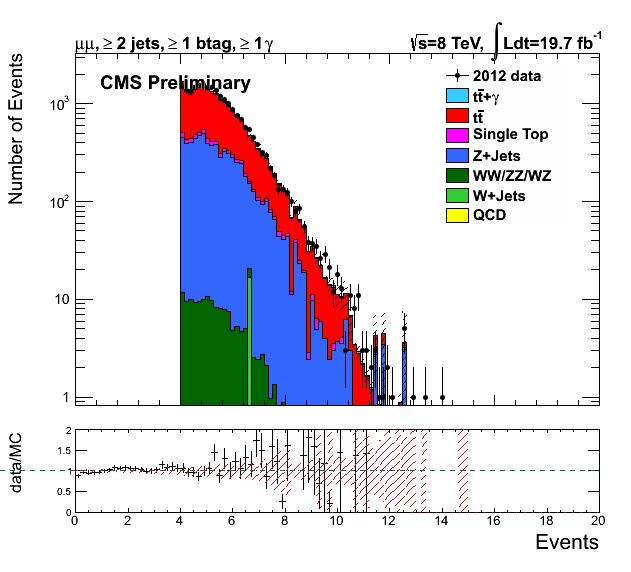 μμ, ≥ 2 jets, ≥ 1 btag, ≥ 1 γ
√s=8 TeV, ∫ Ldt=19.7 fb⁻¹
CMS Preliminary
2012 data
tt̄+γ
tt̄
Single Top
Z+Jets
WW/ZZ/WZ
W+Jets
QCD
Number of Events
10³
10²
10
1
data/MC
2
1.5
1
0.5
0
0 2 4 6 8 10 12 14 16 18 20
Events